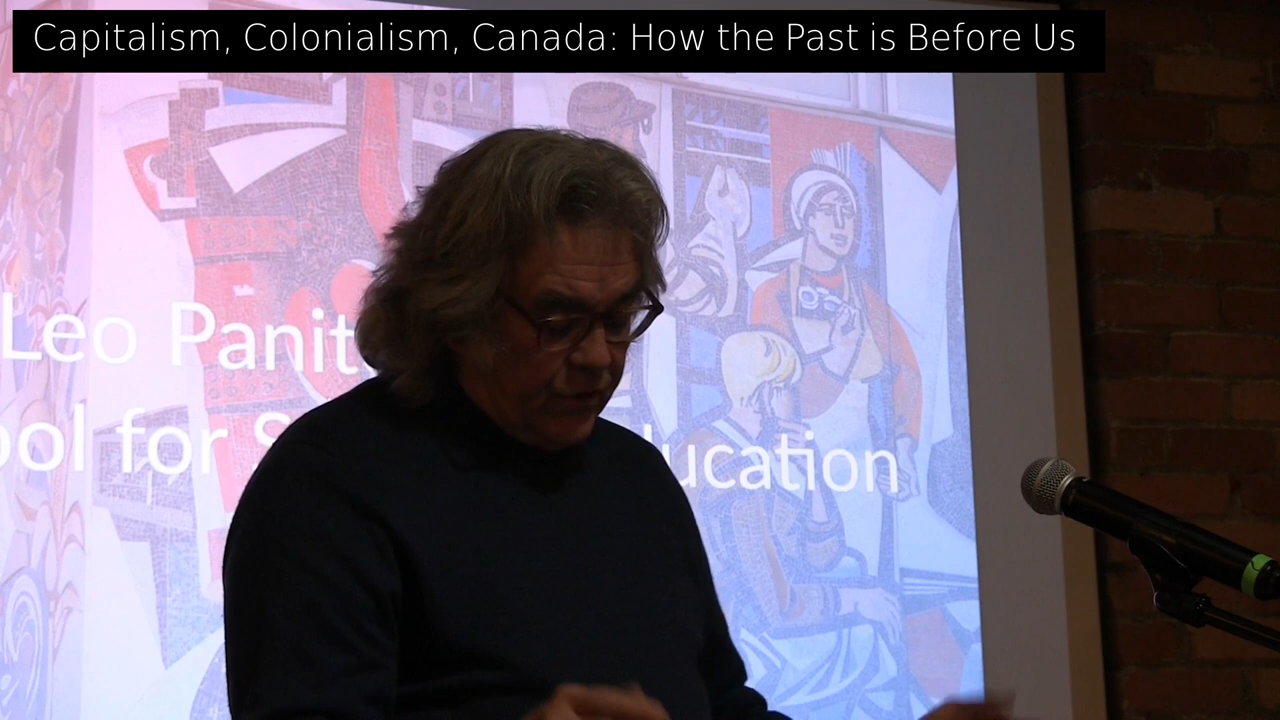 Capitalism, Colonialism, Canada: How the Past is Before Us
Leo Panit
ool for S ucation